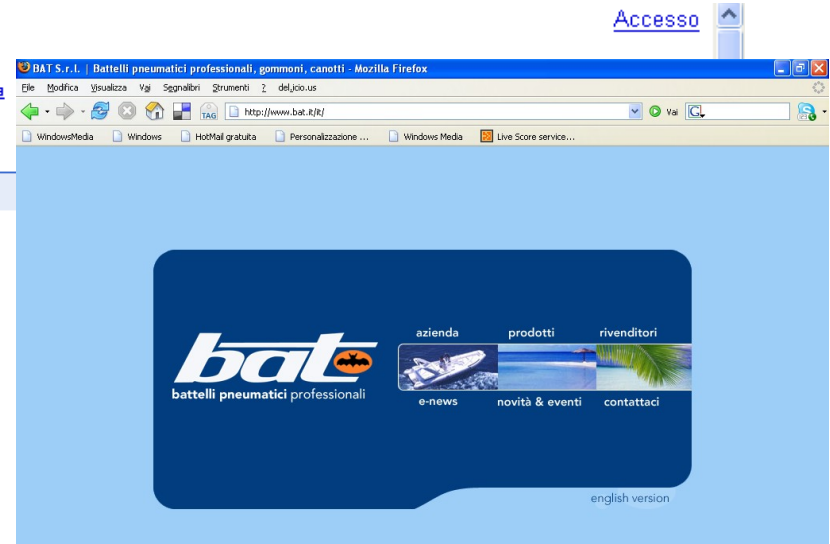 Accesso
BAT S.r.l. | Battelli pneumatici professionali, gommoni, canotti - Mozilla Firefox
File Modifica Visualizza Vai Segnalibri Strumenti ? del.icio.us
TAG http://www.bat.it/it/ Vai G
WindowsMedia Windows HotMail gratuita Personalizzazione ... Windows Media Live Score service...
azienda prodotti rivenditori
bat
battelli pneumatici professionali
e-news novità & eventi contattaci
english version